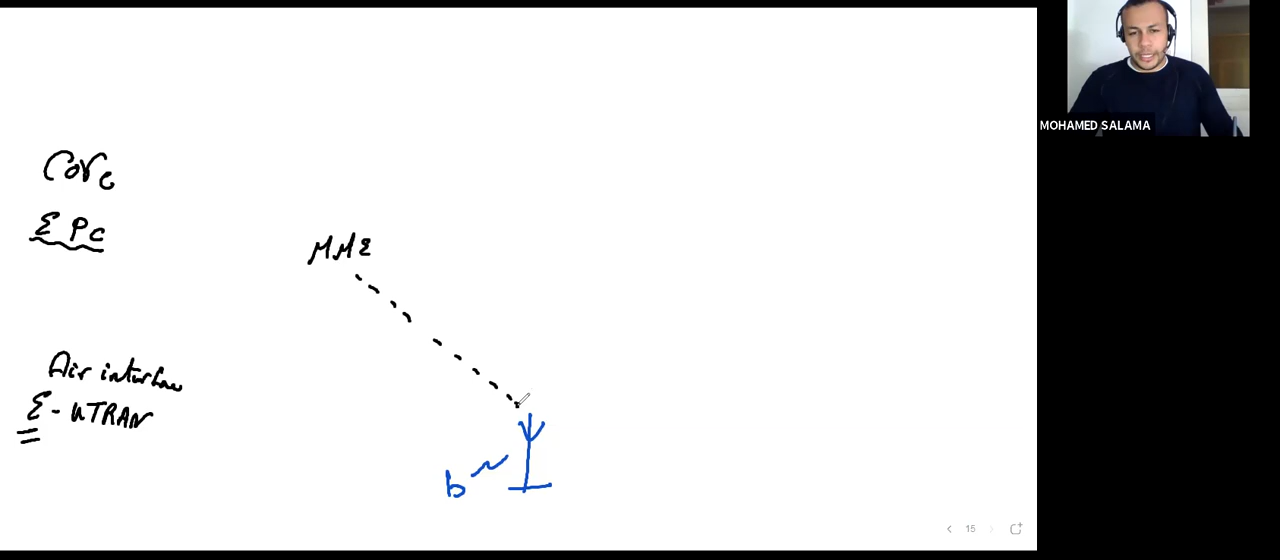 MOHAMED SALAMA
Core
EPC
MME
Air interface
E-UTRAN
b
15